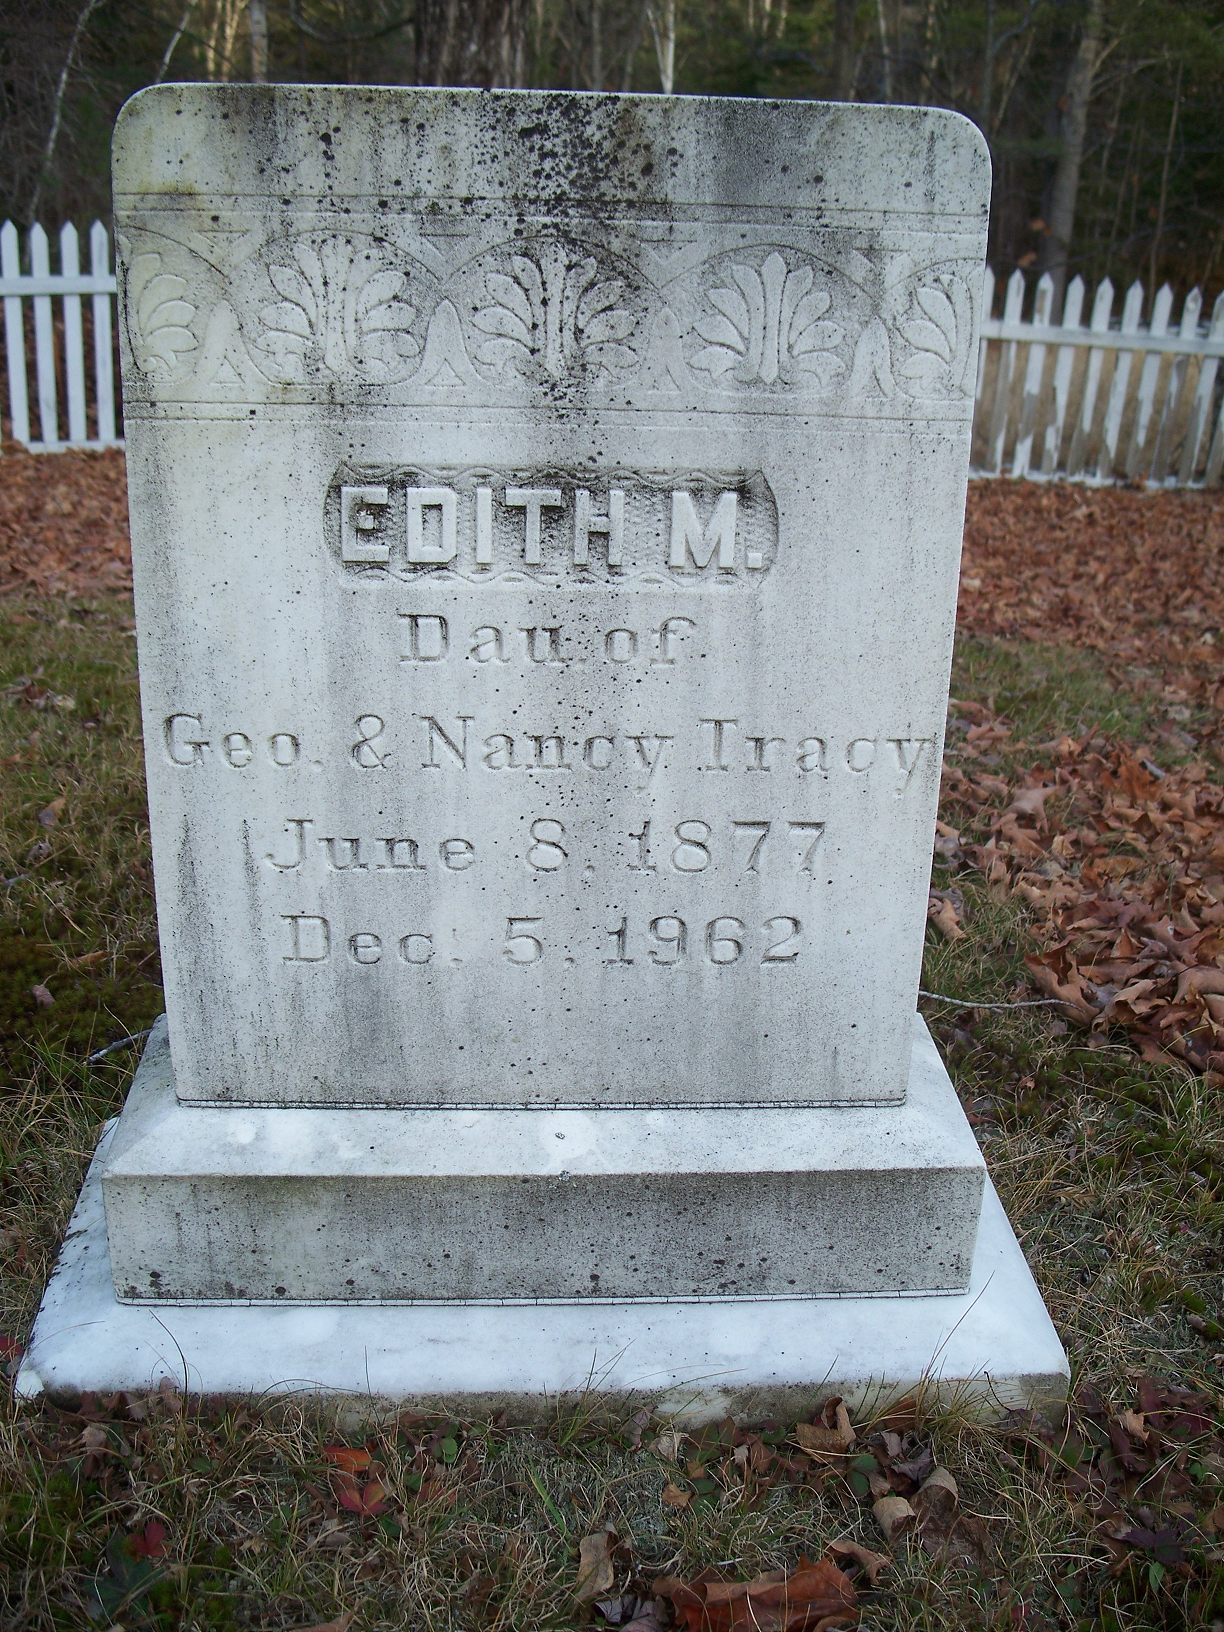 EDITH M.
Dau. of
Geo. & Nancy Tracy
June 8, 1877
Dec. 5, 1962